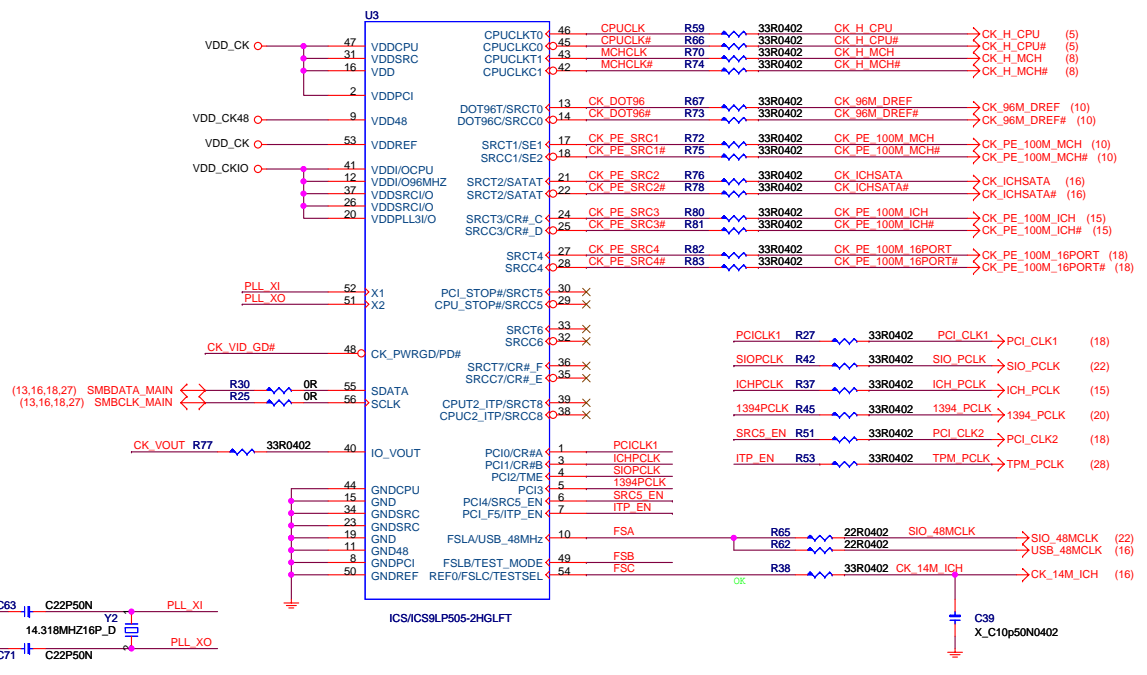 U3
VDD_CK 47 VDDCPU CPUCLKT0 46 CPUCLK R59 33R0402 CK_H_CPU CK_H_CPU (5)
31 VDDSRC CPUCLKC0 45 CPUCLK# R66 33R0402 CK_H_CPU# CK_H_CPU# (5)
16 VDD CPUCLKT1 43 MCHCLK R70 33R0402 CK_H_MCH CK_H_MCH (8)
CPUCLKC1 42 MCHCLK# R74 33R0402 CK_H_MCH# CK_H_MCH# (8)
2 VDDPCI
DOT96T/SRCT0 13 CK_DOT96 R67 33R0402 CK_96M_DREF CK_96M_DREF (10)
VDD_CK48 9 VDD48 DOT96C/SRCC0 14 CK_DOT96# R73 33R0402 CK_96M_DREF# CK_96M_DREF# (10)
VDD_CK 53 VDDREF SRCT1/SE1 17 CK_PE_SRC1 R72 33R0402 CK_PE_100M_MCH CK_PE_100M_MCH (10)
SRCC1/SE2 18 CK_PE_SRC1# R75 33R0402 CK_PE_100M_MCH# CK_PE_100M_MCH# (10)
VDD_CKIO 41 VDDI/OCPU
12 VDDI/O96MHZ SRCT2/SATAT 21 CK_PE_SRC2 R76 33R0402 CK_ICHSATA CK_ICHSATA (16)
37 VDDSRCI/O SRCT2/SATAT 22 CK_PE_SRC2# R78 33R0402 CK_ICHSATA# CK_ICHSATA# (16)
26 VDDSRCI/O
20 VDDPLL3I/O SRCT3/CR#_C 24 CK_PE_SRC3 R80 33R0402 CK_PE_100M_ICH CK_PE_100M_ICH (15)
SRCC3/CR#_D 25 CK_PE_SRC3# R81 33R0402 CK_PE_100M_ICH# CK_PE_100M_ICH# (15)
SRCT4 27 CK_PE_SRC4 R82 33R0402 CK_PE_100M_16PORT CK_PE_100M_16PORT (18)
SRCC4 28 CK_PE_SRC4# R83 33R0402 CK_PE_100M_16PORT# CK_PE_100M_16PORT# (18)
PLL_XI 52 X1 PCI_STOP#/SRCT5 30
PLL_XO 51 X2 CPU_STOP#/SRCC5 29
SRCT6 33
SRCC6 32 PCICLK1 R27 33R0402 PCI_CLK1 PCI_CLK1 (18)
CK_VID_GD# 48 CK_PWRGD/PD#
SRCT7/CR#_F 36 SIOPCLK R42 33R0402 SIO_PCLK SIO_PCLK (22)
SRCC7/CR#_E 35
(13,16,18,27) SMBDATA_MAIN R30 0R 55 SDATA ICHPCLK R37 33R0402 ICH_PCLK ICH_PCLK (15)
(13,16,18,27) SMBCLK_MAIN R25 0R 56 SCLK CPUT2_ITP/SRCT8 39
CPUC2_ITP/SRCC8 38 1394PCLK R45 33R0402 1394_PCLK 1394_PCLK (20)
SRC5_EN R51 33R0402 PCI_CLK2 PCI_CLK2 (18)
CK_VOUT R77 33R0402 40 IO_VOUT PCI0/CR#A 1 PCICLK1
PCI1/CR#B 3 ICHPCLK ITP_EN R53 33R0402 TPM_PCLK TPM_PCLK (28)
PCI2/TME 4 SIOPCLK
44 GNDCPU PCI3 5 1394PCLK
15 GND PCI4/SRC5_EN 6 SRC5_EN
34 GNDSRC PCI_F5/ITP_EN 7 ITP_EN
23 GNDSRC
19 GND FSLA/USB_48MHz 10 FSA R65 22R0402 SIO_48MCLK SIO_48MCLK (22)
11 GND48 R62 22R0402 USB_48MCLK (16)
8 GNDPCI FSLB/TEST_MODE 49 FSB
50 GNDREF REF0/FSLC/TESTSEL 54 FSC R38 33R0402 CK_14M_ICH CK_14M_ICH (16)
OK
C63 C22P50N PLL_XI
ICS/ICS9LP505-2HGLFT
Y2
14.318MHZ16P_D
C39
X_C10p50N0402
C71 C22P50N PLL_XO